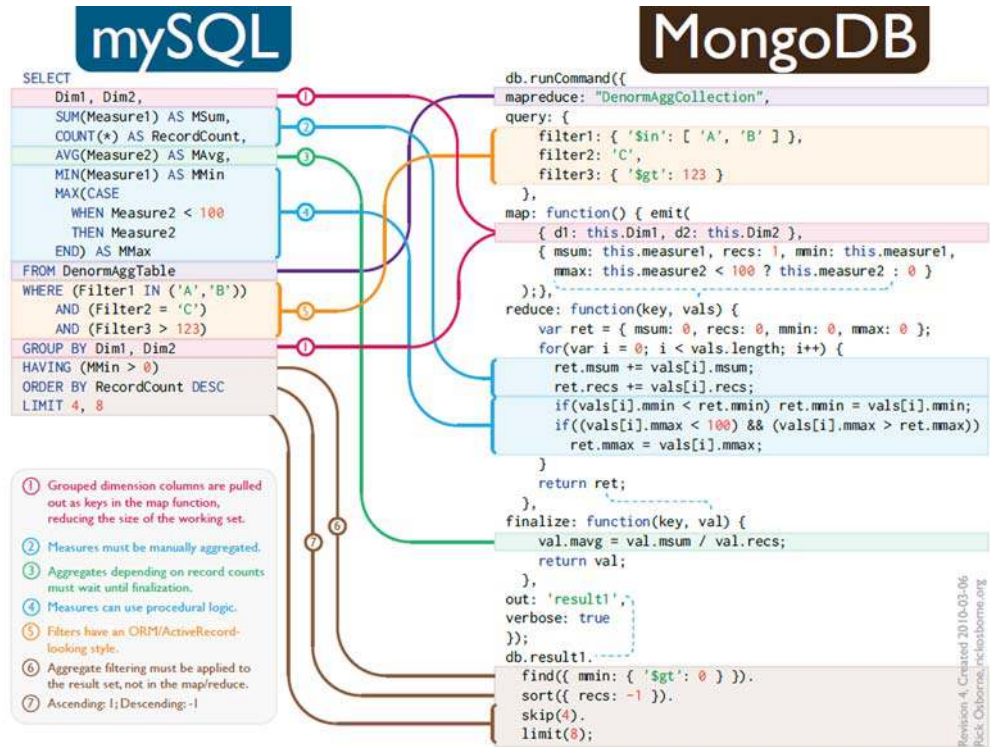 mySQL
SELECT
Dim1, Dim2,
SUM(Measure1) AS MSum,
COUNT(*) AS RecordCount,
AVG(Measure2) AS MAvg,
MIN(Measure1) AS MMin
MAX(CASE
WHEN Measure2 < 100
THEN Measure2
END) AS MMax
FROM DenormAggTable
WHERE (Filter1 IN ('A','B'))
AND (Filter2 = 'C')
AND (Filter3 > 123)
GROUP BY Dim1, Dim2
HAVING (MMin > 0)
ORDER BY RecordCount DESC
LIMIT 4, 8
1
2
3
4
5
1
6
7
1 Grouped dimension columns are pulled
out as keys in the map function,
reducing the size of the working set.
2 Measures must be manually aggregated.
3 Aggregates depending on record counts
must wait until finalization.
4 Measures can use procedural logic.
5 Filters have an ORM/ActiveRecord-
looking style.
6 Aggregate filtering must be applied to
the result set, not in the map/reduce.
7 Ascending: 1; Descending: -1
MongoDB
db.runCommand({
mapreduce: "DenormAggCollection",
query: {
filter1: { '$in': [ 'A', 'B' ] },
filter2: 'C',
filter3: { '$gt': 123 }
},
map: function() { emit(
{ d1: this.Dim1, d2: this.Dim2 },
{ msum: this.measure1, recs: 1, mmin: this.measure1,
mmax: this.measure2 < 100 ? this.measure2 : 0 }
);},
reduce: function(key, vals) {
var ret = { msum: 0, recs: 0, mmin: 0, mmax: 0 };
for(var i = 0; i < vals.length; i++) {
ret.msum += vals[i].msum;
ret.recs += vals[i].recs;
if(vals[i].mmin < ret.mmin) ret.mmin = vals[i].mmin;
if((vals[i].mmax < 100) && (vals[i].mmax > ret.mmax))
ret.mmax = vals[i].mmax;
}
return ret;
},
finalize: function(key, val) {
val.mavg = val.msum / val.recs;
return val;
},
out: 'result1',
verbose: true
});
db.result1.
find({ mmin: { '$gt': 0 } }).
sort({ recs: -1 }).
skip(4).
limit(8);
Revision 4, Created 2010-03-06
Rick Osborne, rickosborne.org